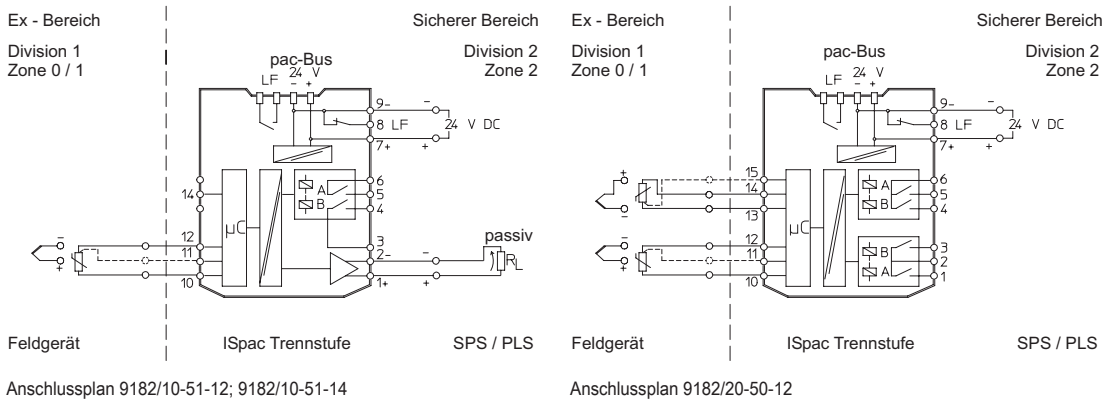 Ex - Bereich
Sicherer Bereich
Division 1
Zone 0 / 1
Division 2
Zone 2
pac-Bus
LF 24 V
- +
9-
8 LF
7+
-
24 V DC
+
14
µC
A
B
6
5
4
3
2-
1+
12
11
10
-
+
-
+
passiv
RL
Feldgerät
ISpac Trennstufe
SPS / PLS
Anschlussplan 9182/10-51-12; 9182/10-51-14
Ex - Bereich
Sicherer Bereich
Division 1
Zone 0 / 1
Division 2
Zone 2
pac-Bus
LF 24 V
- +
9-
8 LF
7+
-
24 V DC
+
+
-
15
14
13
µC
A
B
6
5
4
-
+
12
11
10
B
A
3
2
1
Feldgerät
ISpac Trennstufe
SPS / PLS
Anschlussplan 9182/20-50-12